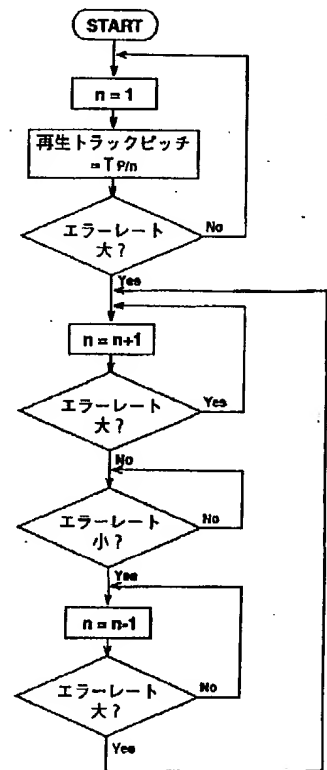 START
n = 1
再生トラックピッチ
= T P/n
エラーレート
大?
No
Yes
n = n+1
エラーレート
大?
Yes
No
エラーレート
小?
No
Yes
n = n-1
エラーレート
大?
No
Yes